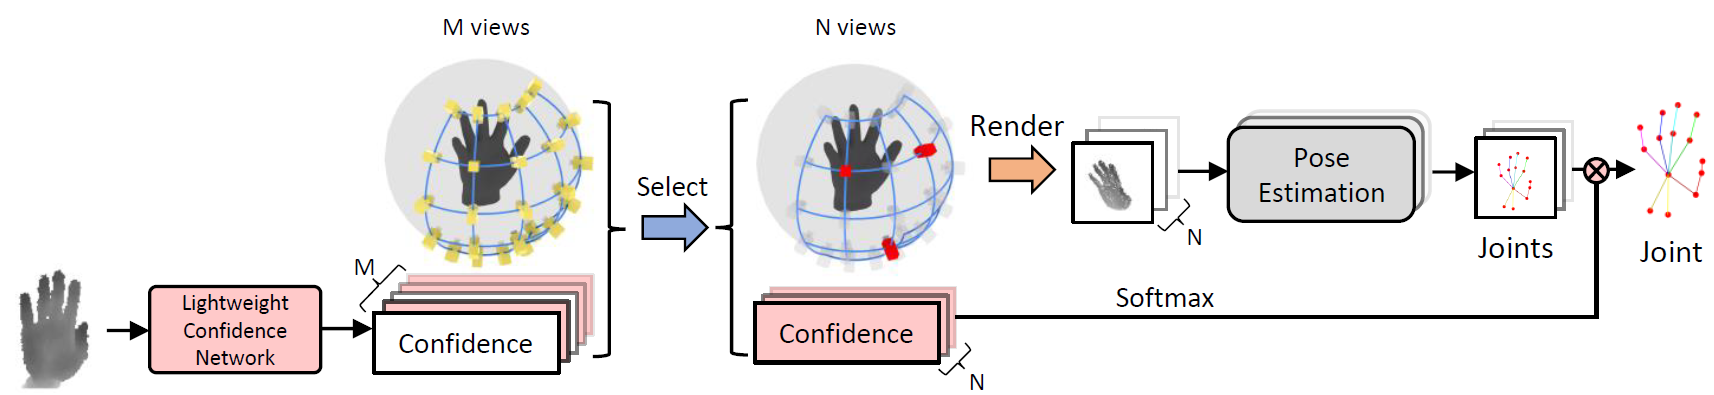 M views
N views
Render
Select
Pose
Estimation
N
M
Joints
Joint
Lightweight
Confidence
Network
Confidence
Confidence
Softmax
N